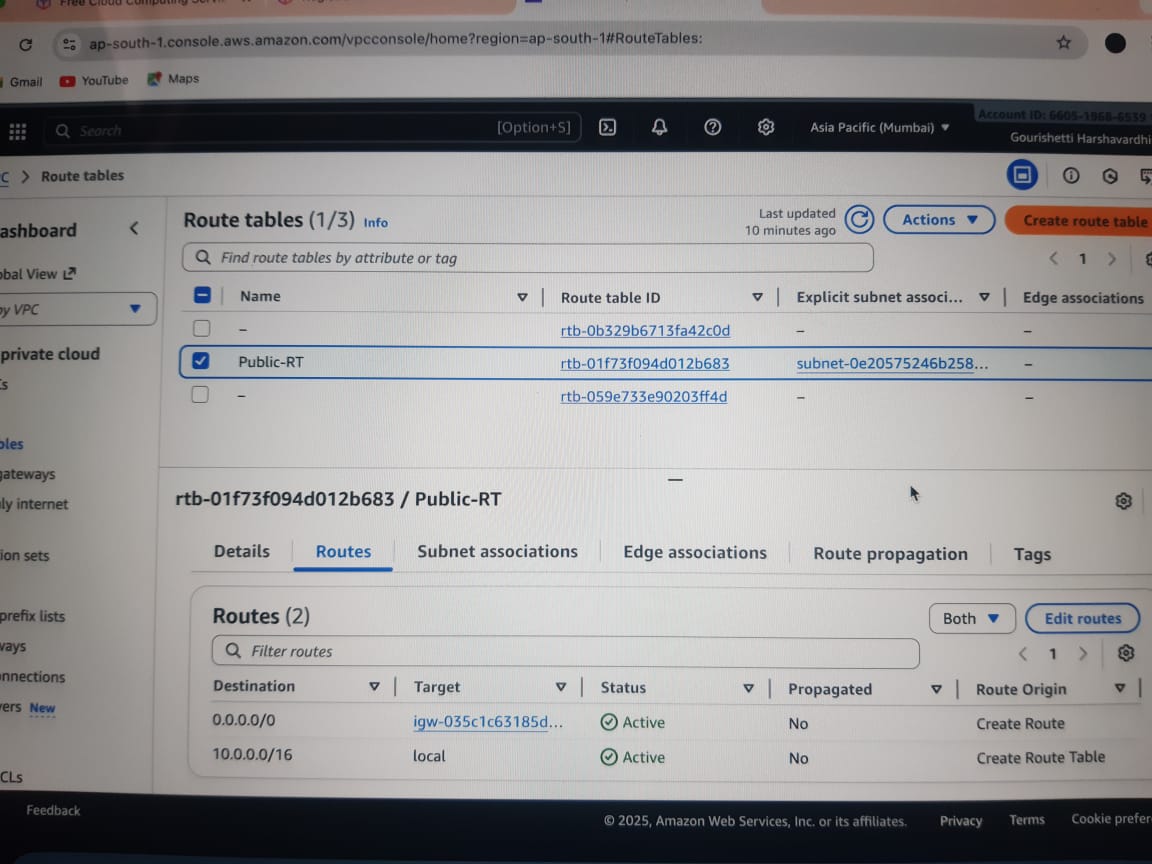 Free Cloud Computing Servi
ap-south-1.console.aws.amazon.com/vpcconsole/home?region=ap-south-1#RouteTables:
Gmail YouTube Maps
Search [Option+S] Asia Pacific (Mumbai) Account ID: 6605-1968-6539
Gourishetti Harshavardhi
C > Route tables
ashboard
obal View
by VPC
private cloud
Cs
bles
gateways
ly internet
ion sets
prefix lists
ways
nnections
vers New
CLs
Feedback
Route tables (1/3) Info
Last updated
10 minutes ago
Actions
Create route table
Find route tables by attribute or tag
1
Name Route table ID Explicit subnet associ... Edge associations
– rtb-0b329b6713fa42c0d – –
Public-RT rtb-01f73f094d012b683 subnet-0e20575246b258... –
– rtb-059e733e90203ff4d – –
rtb-01f73f094d012b683 / Public-RT
Details Routes Subnet associations Edge associations Route propagation Tags
Routes (2)
Both Edit routes
Filter routes
1
Destination Target Status Propagated Route Origin
0.0.0.0/0 igw-035c1c63185d... Active No Create Route
10.0.0.0/16 local Active No Create Route Table
© 2025, Amazon Web Services, Inc. or its affiliates. Privacy Terms Cookie prefer